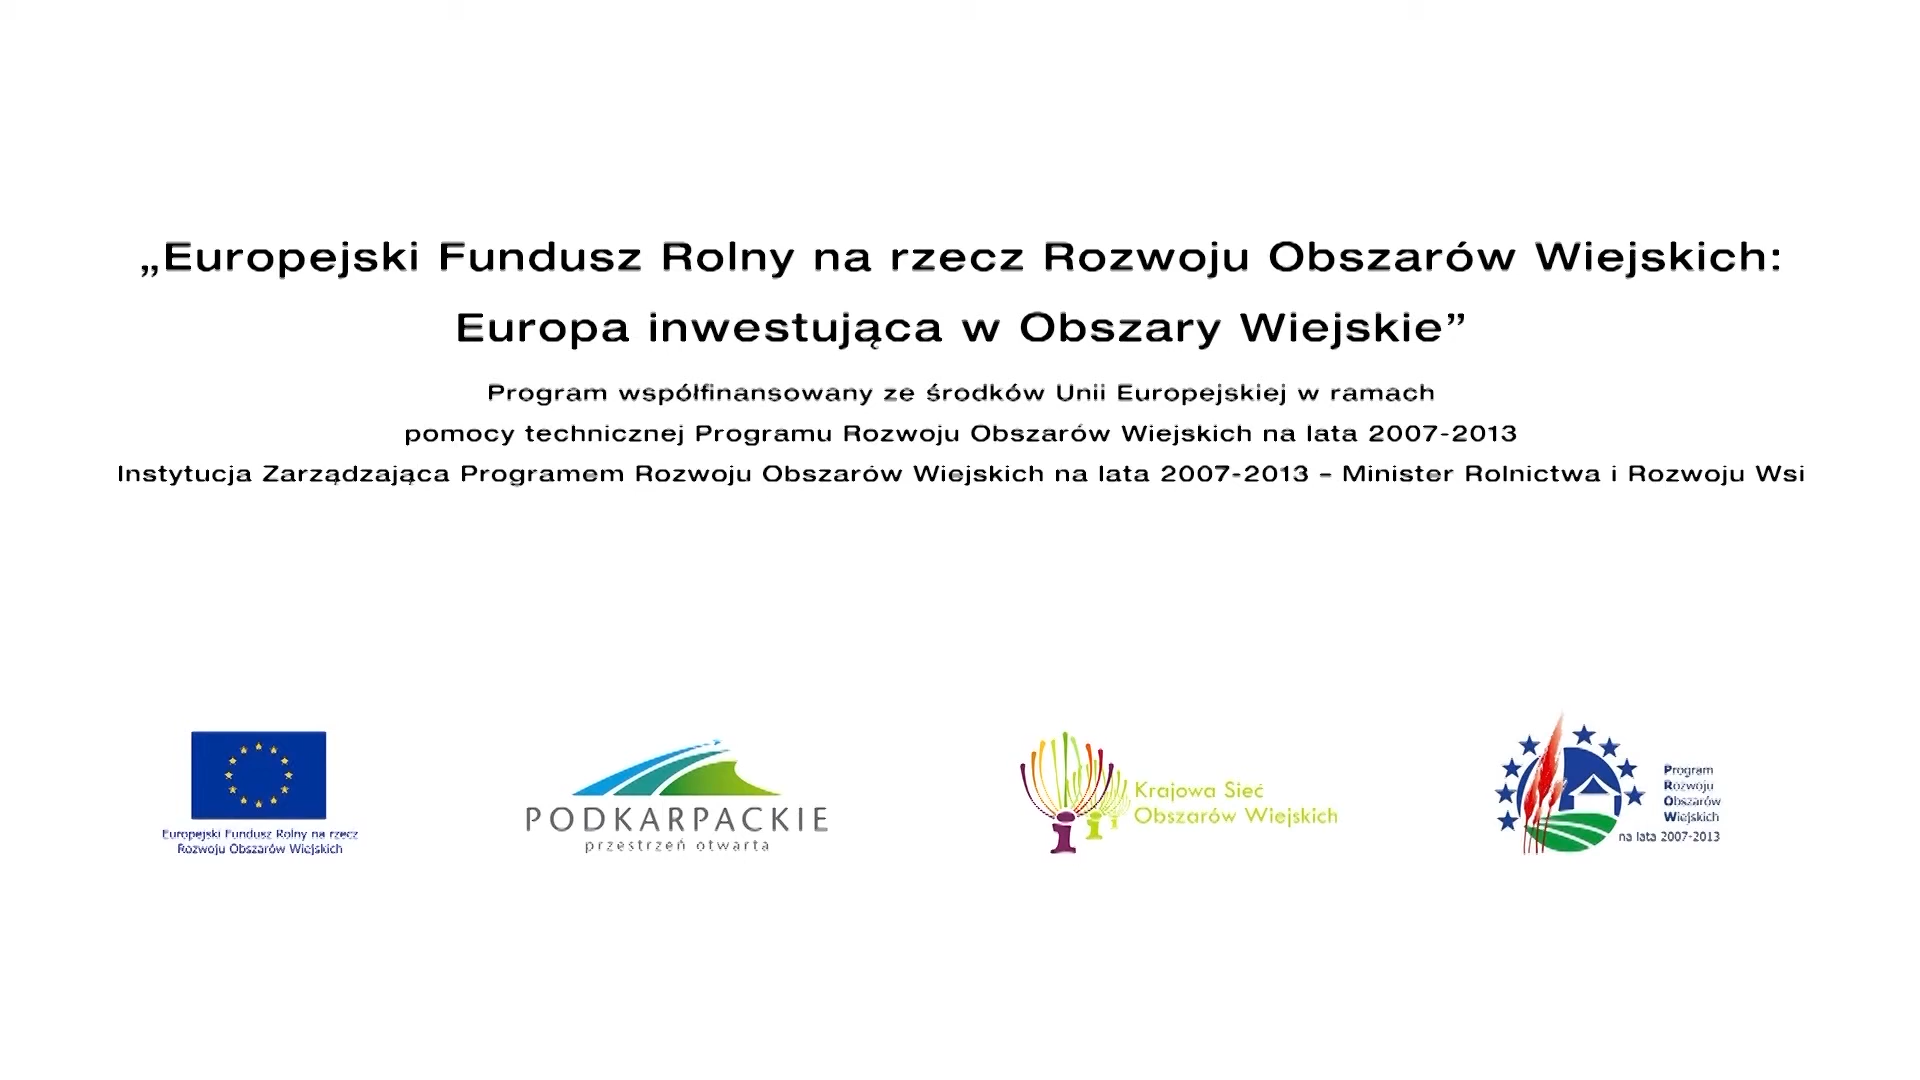 „Europejski Fundusz Rolny na rzecz Rozwoju Obszarów Wiejskich:
Europa inwestująca w Obszary Wiejskie”
Program współfinansowany ze środków Unii Europejskiej w ramach
pomocy technicznej Programu Rozwoju Obszarów Wiejskich na lata 2007-2013
Instytucja Zarządzająca Programem Rozwoju Obszarów Wiejskich na lata 2007-2013 – Minister Rolnictwa i Rozwoju Wsi
Europejski Fundusz Rolny na rzecz
Rozwoju Obszarów Wiejskich
PODKARPACKIE
przestrzeń otwarta
Krajowa Sieć
Obszarów Wiejskich
Program
Rozwoju
Obszarów
Wiejskich
na lata 2007-2013